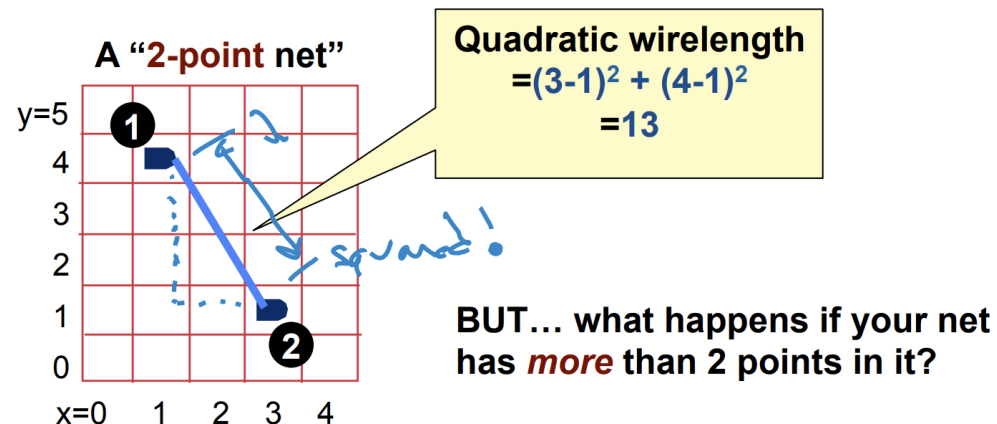 A “2-point net”
Quadratic wirelength
=(3-1)² + (4-1)²
=13
y=5
4
3
2
1
0
x=0 1 2 3 4
1
2
squared!
BUT… what happens if your net
has more than 2 points in it?